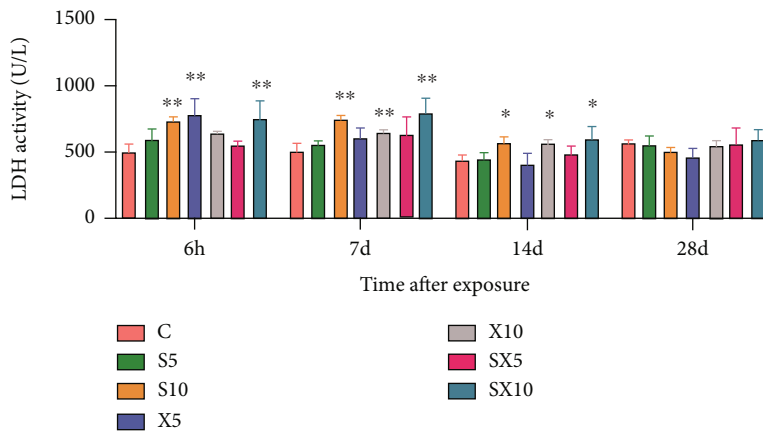 1500
1000
500
0
LDH activity (U/L)
** ** **
** ** **
* * *
6h 7d 14d 28d
Time after exposure
C
S5
S10
X5
X10
SX5
SX10